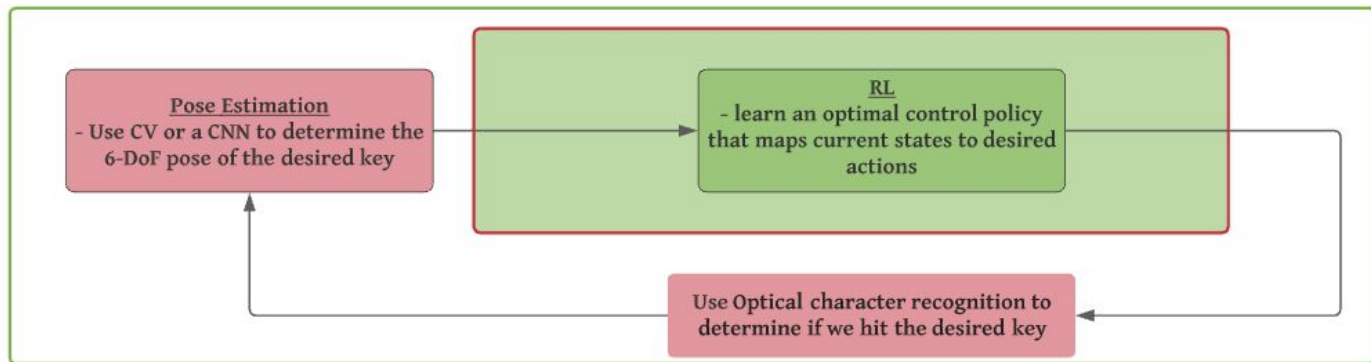 Pose Estimation
- Use CV or a CNN to determine the
6-DoF pose of the desired key
RL
- learn an optimal control policy
that maps current states to desired
actions
Use Optical character recognition to
determine if we hit the desired key